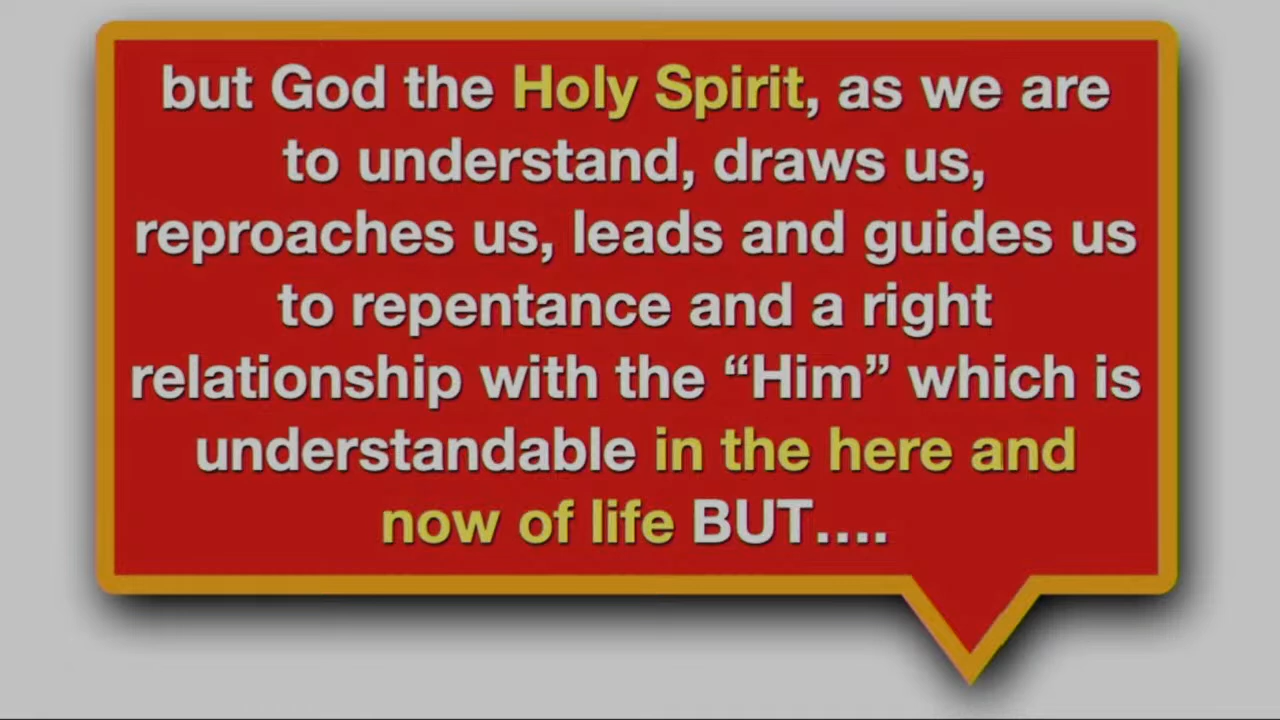 but God the Holy Spirit, as we are
to understand, draws us,
reproaches us, leads and guides us
to repentance and a right
relationship with the “Him” which is
understandable in the here and
now of life BUT....